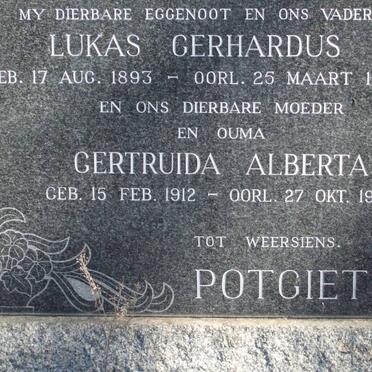 MY DIERBARE EGGENOOT EN ONS VADER
LUKAS GERHARDUS
EB. 17 AUG. 1893 – OORL. 25 MAART 1
EN ONS DIERBARE MOEDER
EN OUMA
GERTRUIDA ALBERTA
GEB. 15 FEB. 1912 – OORL. 27 OKT. 19
TOT WEERSIENS.
POTGIET